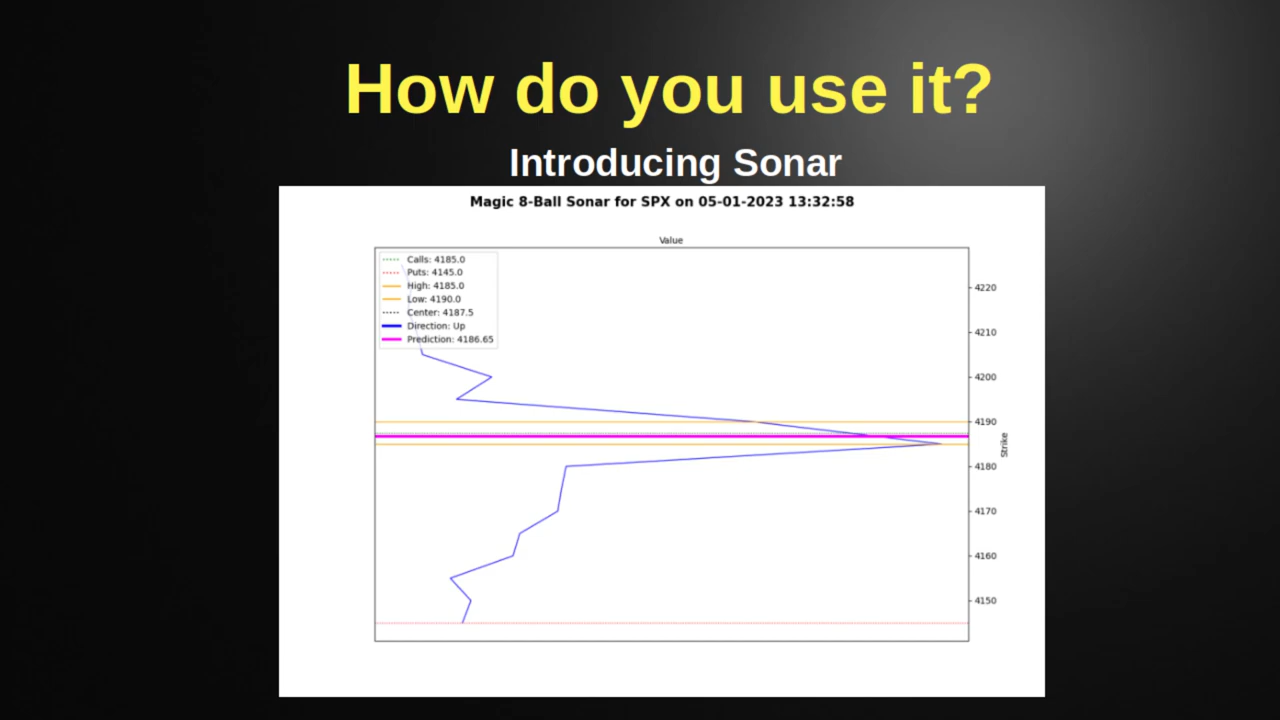 How do you use it?
Introducing Sonar
Magic 8-Ball Sonar for SPX on 05-01-2023 13:32:58
Value
Calls: 4185.0
Puts: 4145.0
High: 4185.0
Low: 4190.0
Center: 4187.5
Direction: Up
Prediction: 4186.65
4220
4210
4200
4190
Strike
4180
4170
4160
4150